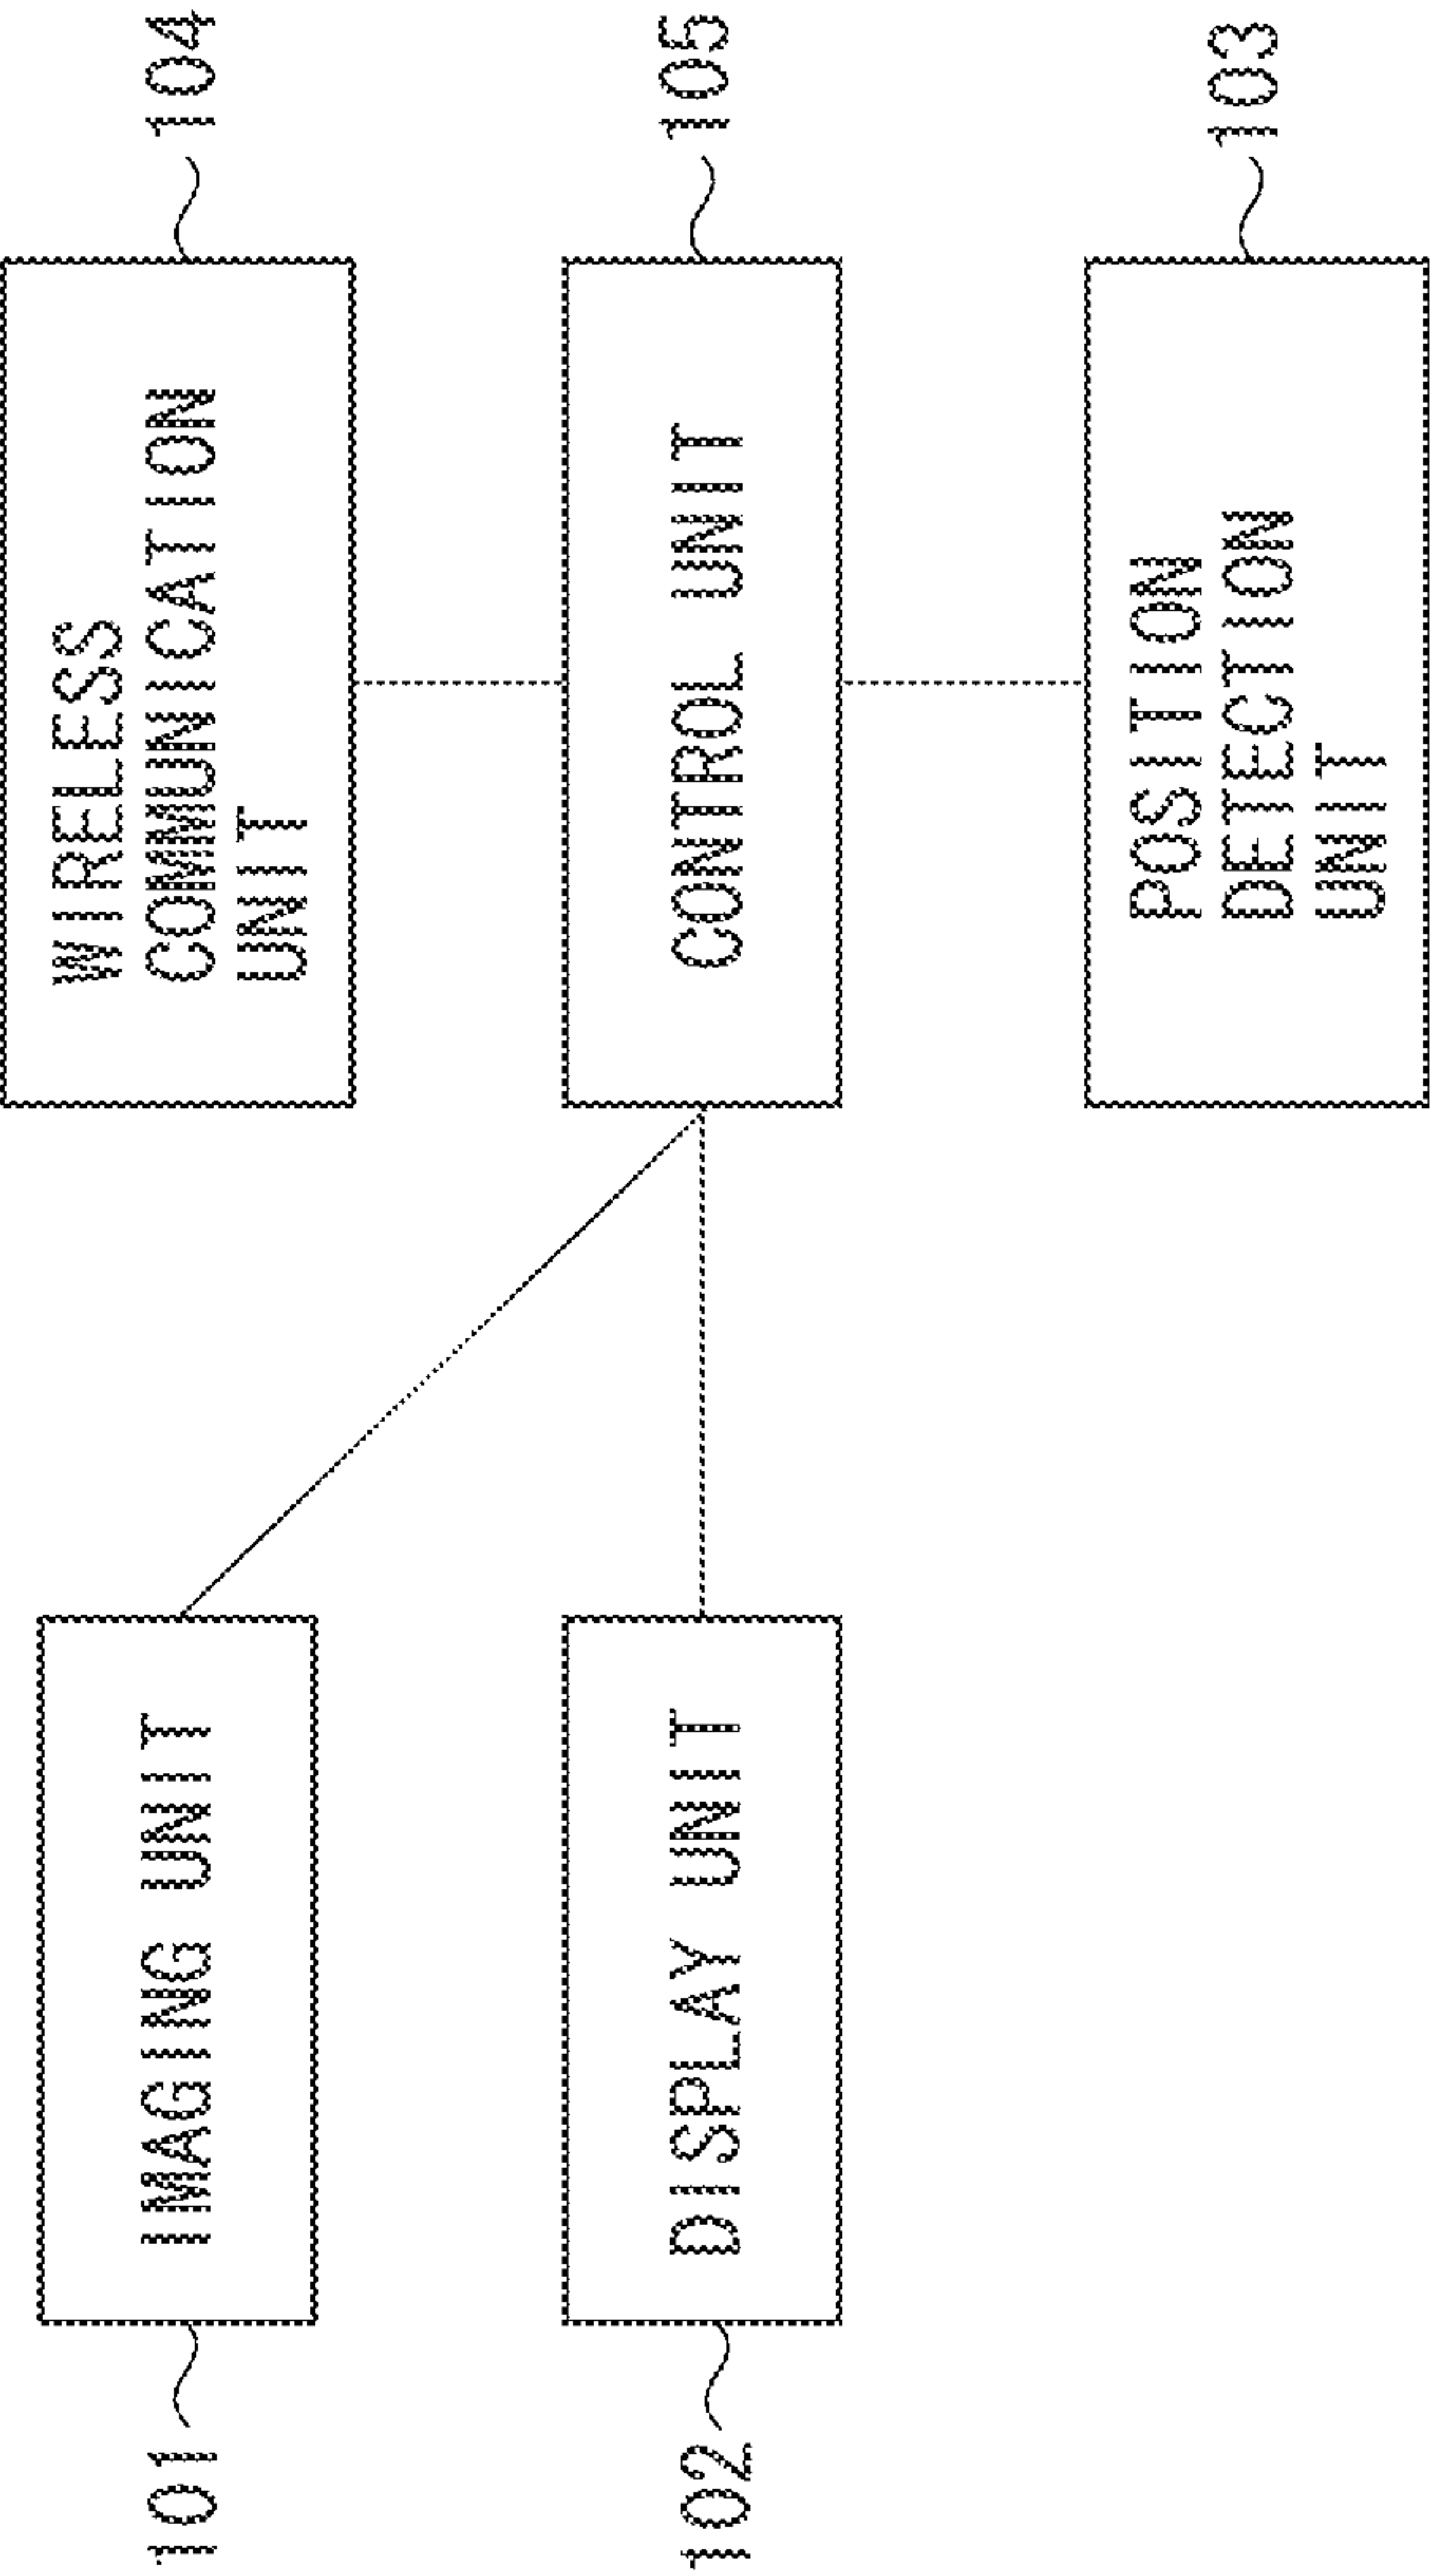 101
IMAGING UNIT
WIRELESS
COMMUNICATION
UNIT
104
102
DISPLAY UNIT
CONTROL UNIT
105
POSITION
DETECTION
UNIT
103